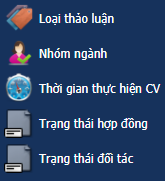 Loại thảo luận
Nhóm ngành
Thời gian thực hiện CV
Trạng thái hợp đồng
Trạng thái đối tác